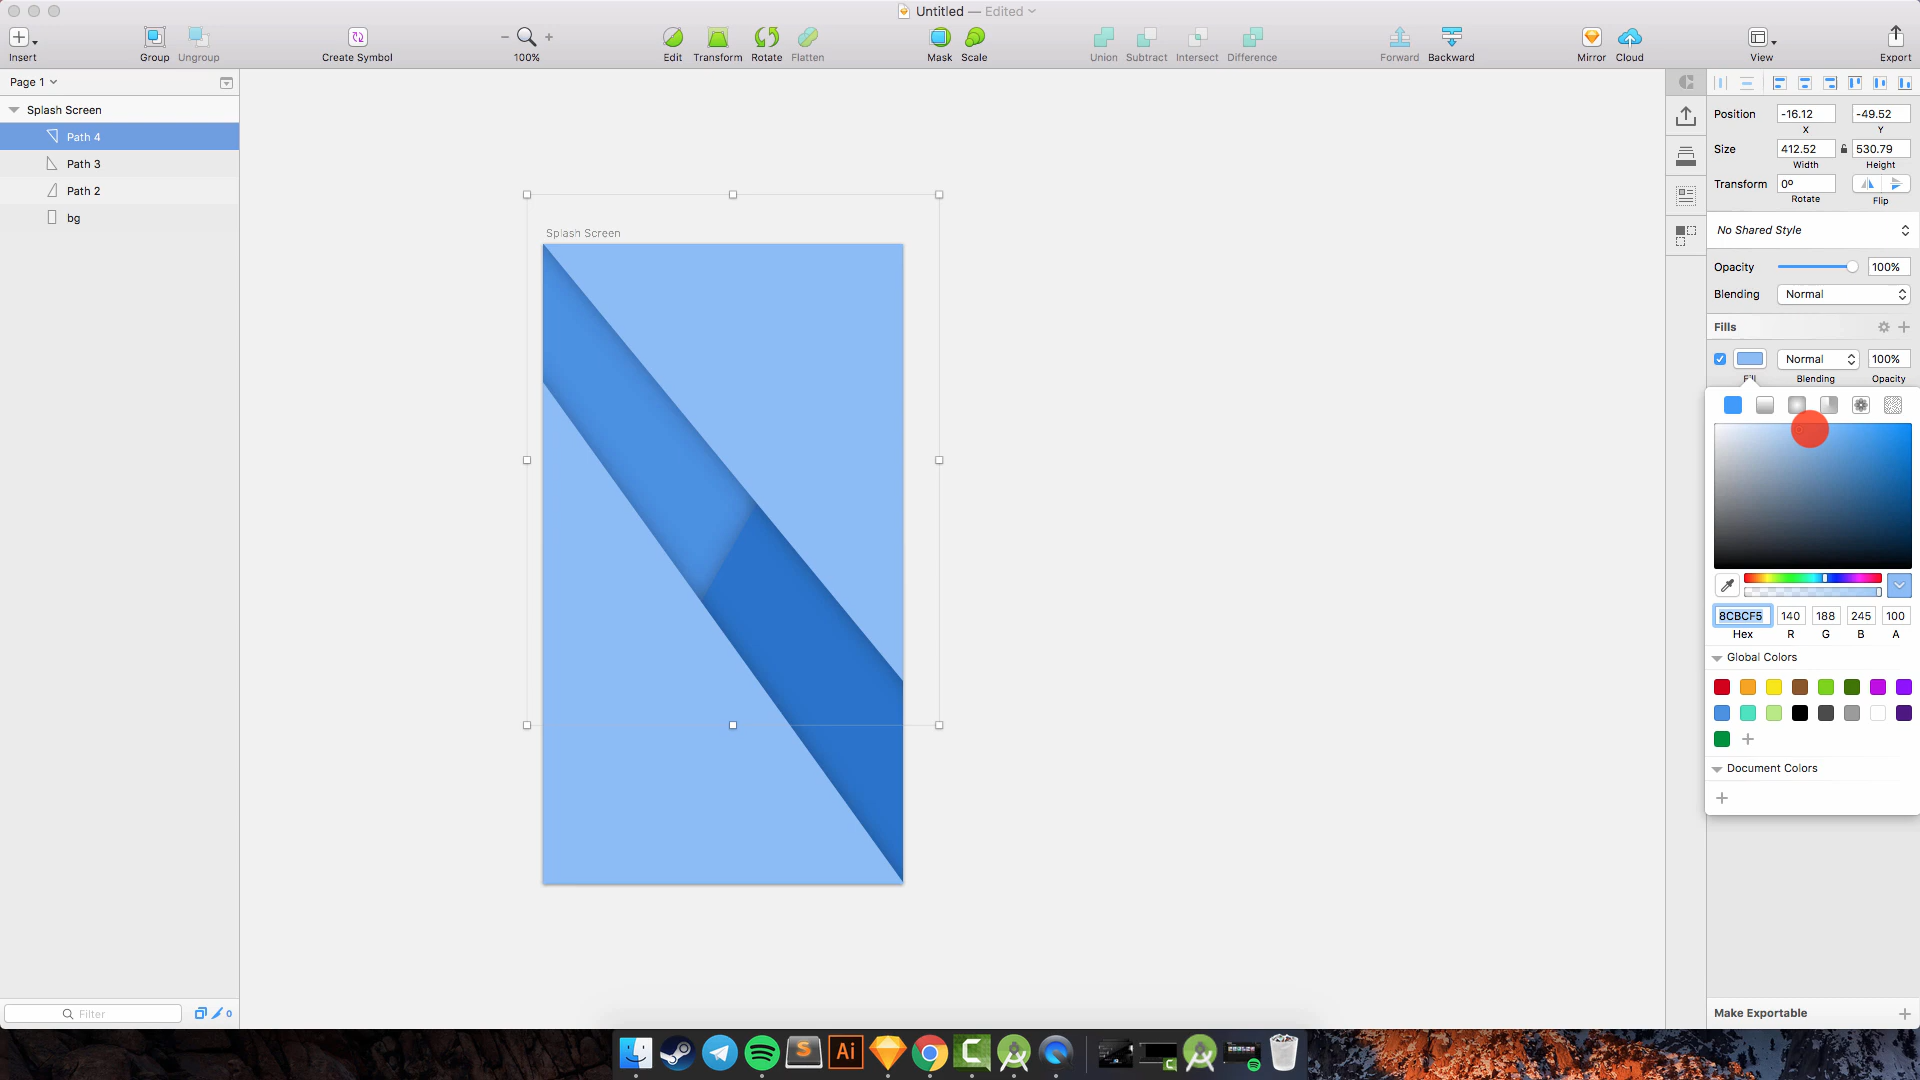 Untitled — Edited
Insert
Group
Ungroup
Create Symbol
100%
Edit
Transform
Rotate
Flatten
Mask
Scale
Union
Subtract
Intersect
Difference
Forward
Backward
Mirror
Cloud
View
Export
Page 1
Splash Screen
Path 4
Path 3
Path 2
bg
Filter
0
Splash Screen
Position
-16.12
-49.52
X
Y
Size
412.52
530.79
Width
Height
Transform
0º
Rotate
Flip
No Shared Style
Opacity
100%
Blending
Normal
Fills
Normal
100%
Fill
Blending
Opacity
8CBCF5
140
188
245
100
Hex
R
G
B
A
Global Colors
Document Colors
Make Exportable
S
Ai
C